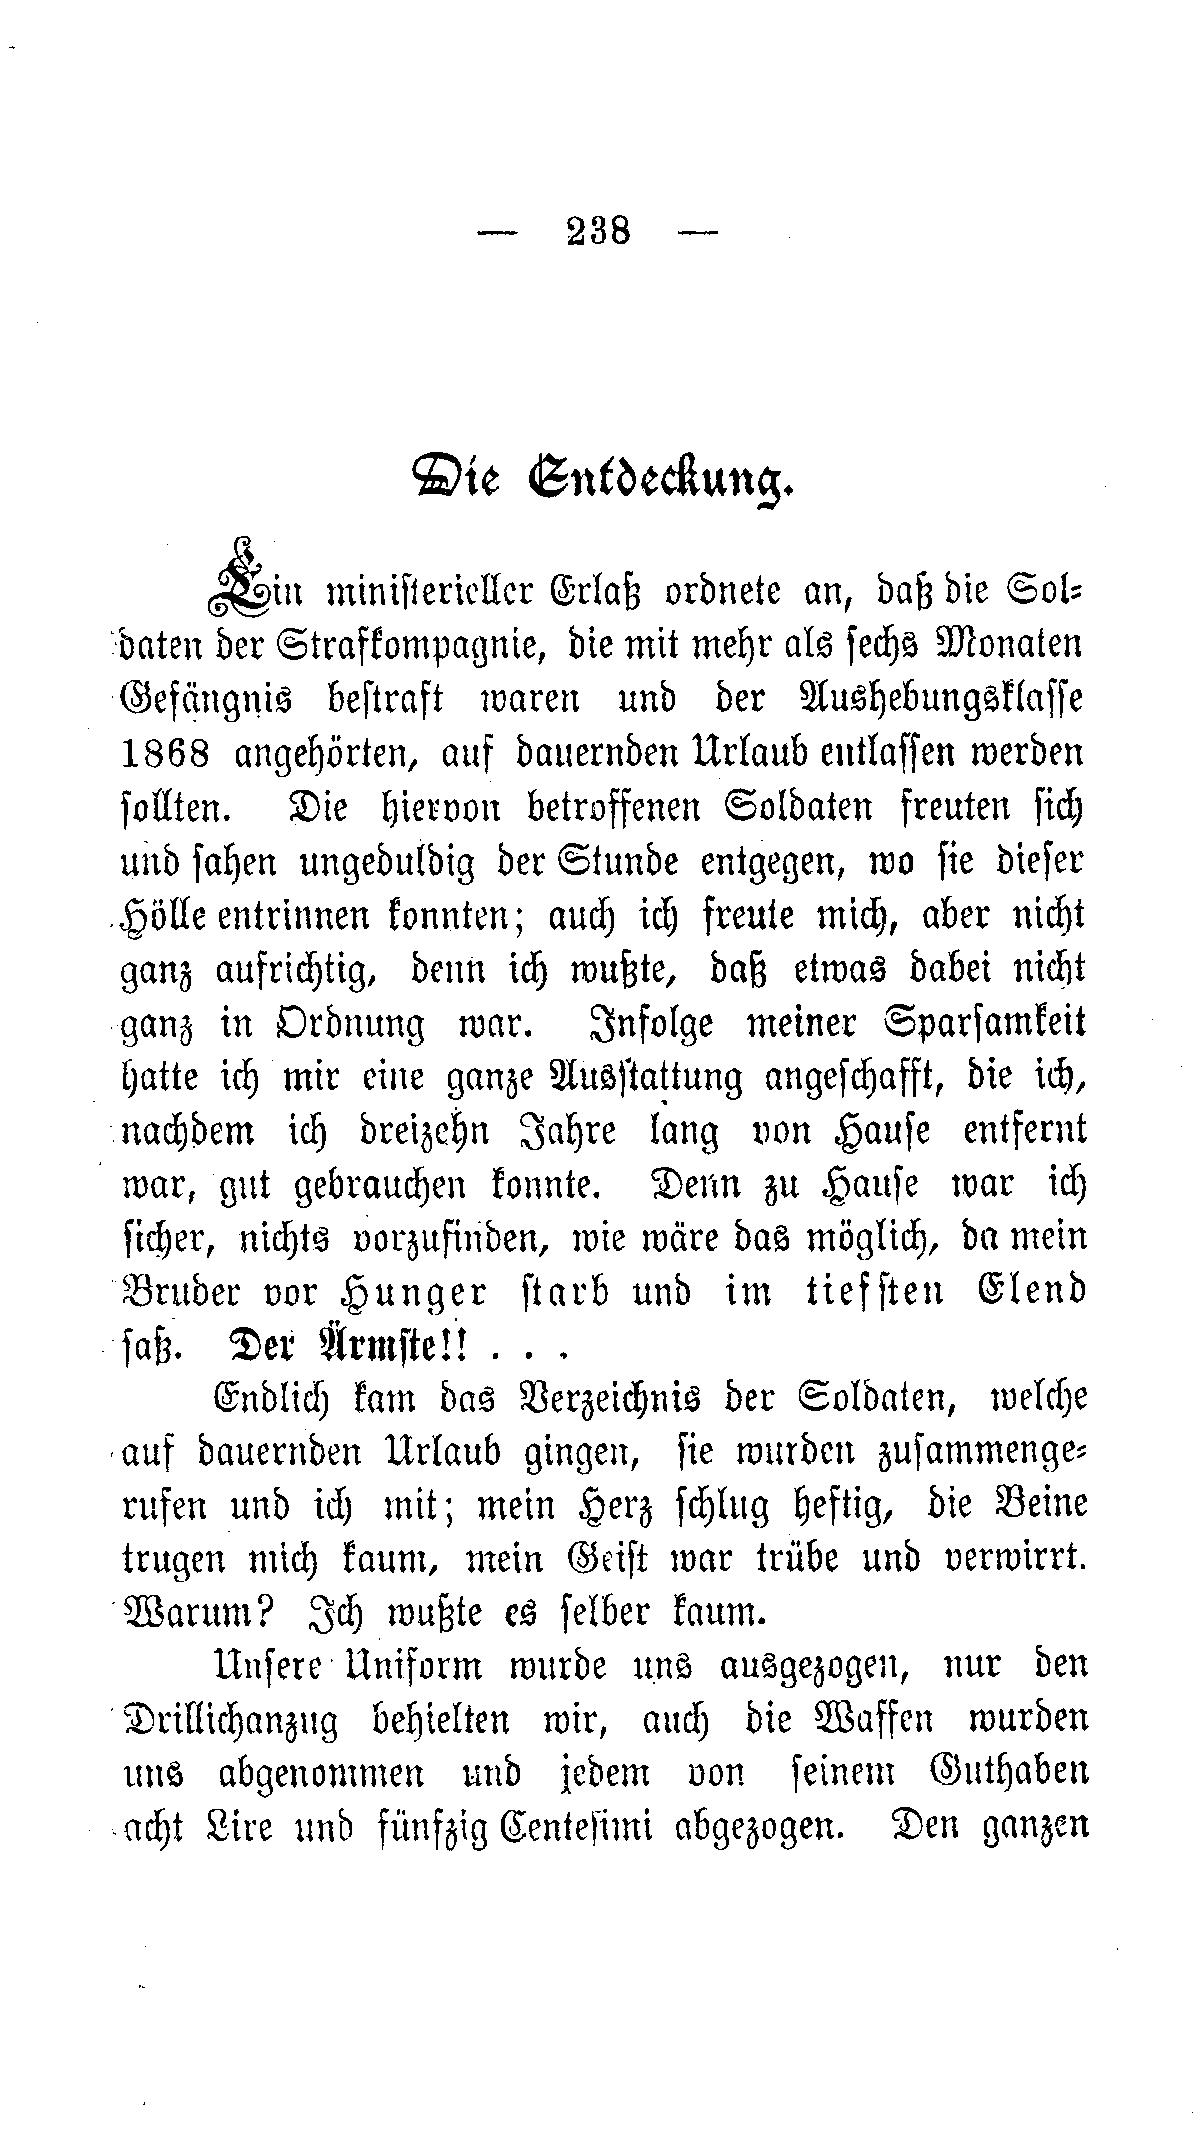 — 238 —
Die Entdeckung.
Ein ministerieller Erlaß ordnete an, daß die Sol-
daten der Strafkompagnie, die mit mehr als sechs Monaten
Gefängnis bestraft waren und der Aushebungsklasse
1868 angehörten, auf dauernden Urlaub entlassen werden
sollten. Die hiervon betroffenen Soldaten freuten sich
und sahen ungeduldig der Stunde entgegen, wo sie dieser
Hölle entrinnen konnten; auch ich freute mich, aber nicht
ganz aufrichtig, denn ich wußte, daß etwas dabei nicht
ganz in Ordnung war. Infolge meiner Sparsamkeit
hatte ich mir eine ganze Ausstattung angeschafft, die ich,
nachdem ich dreizehn Jahre lang von Hause entfernt
war, gut gebrauchen konnte. Denn zu Hause war ich
sicher, nichts vorzufinden, wie wäre das möglich, da mein
Bruder vor Hunger starb und im tiefsten Elend
saß. Der Ärmste!! . . .
Endlich kam das Verzeichnis der Soldaten, welche
auf dauernden Urlaub gingen, sie wurden zusammenge-
rufen und ich mit; mein Herz schlug heftig, die Beine
trugen mich kaum, mein Geist war trübe und verwirrt.
Warum? Ich wußte es selber kaum.
Unsere Uniform wurde uns ausgezogen, nur den
Drillichanzug behielten wir, auch die Waffen wurden
uns abgenommen und jedem von seinem Guthaben
acht Lire und fünfzig Centesimi abgezogen. Den ganzen